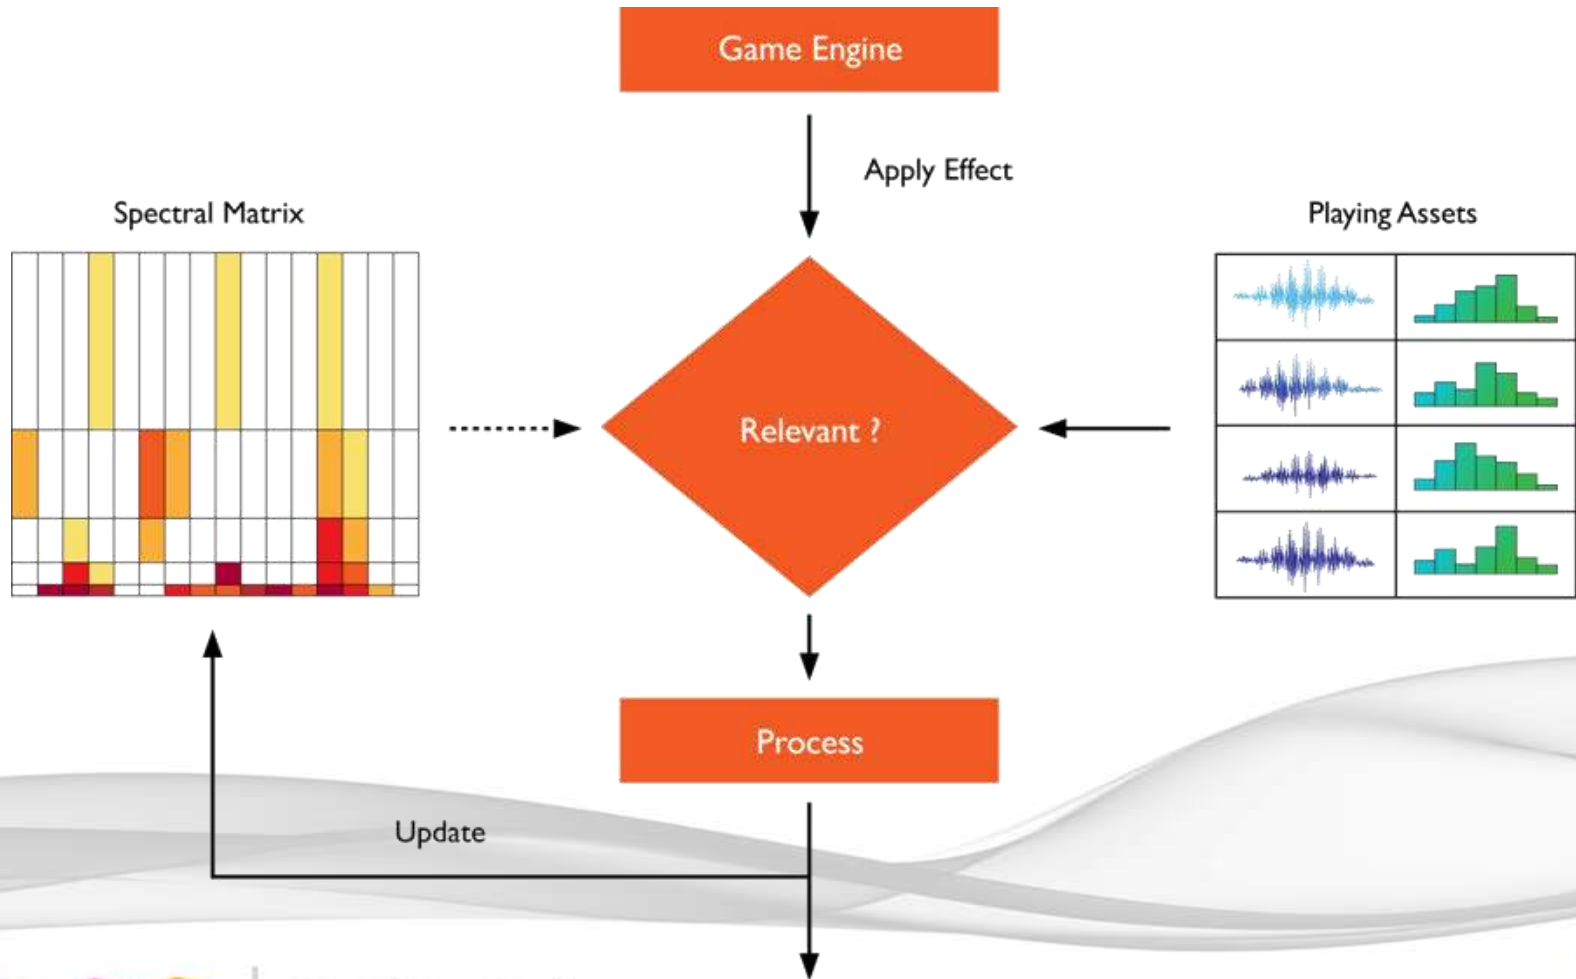 Game Engine
Apply Effect
Spectral Matrix
Playing Assets
Relevant ?
Process
Update